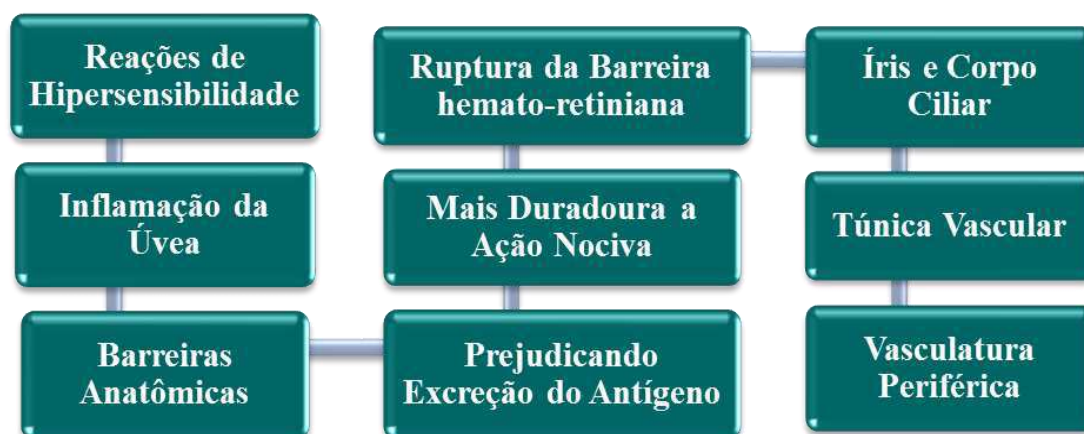 Reações de
Hipersensibilidade
Inflamação da
Úvea
Barreiras
Anatômicas
Prejudicando
Excreção do Antígeno
Mais Duradoura a
Ação Nociva
Ruptura da Barreira
hemato-retiniana
Íris e Corpo
Ciliar
Túnica Vascular
Vasculatura
Periférica